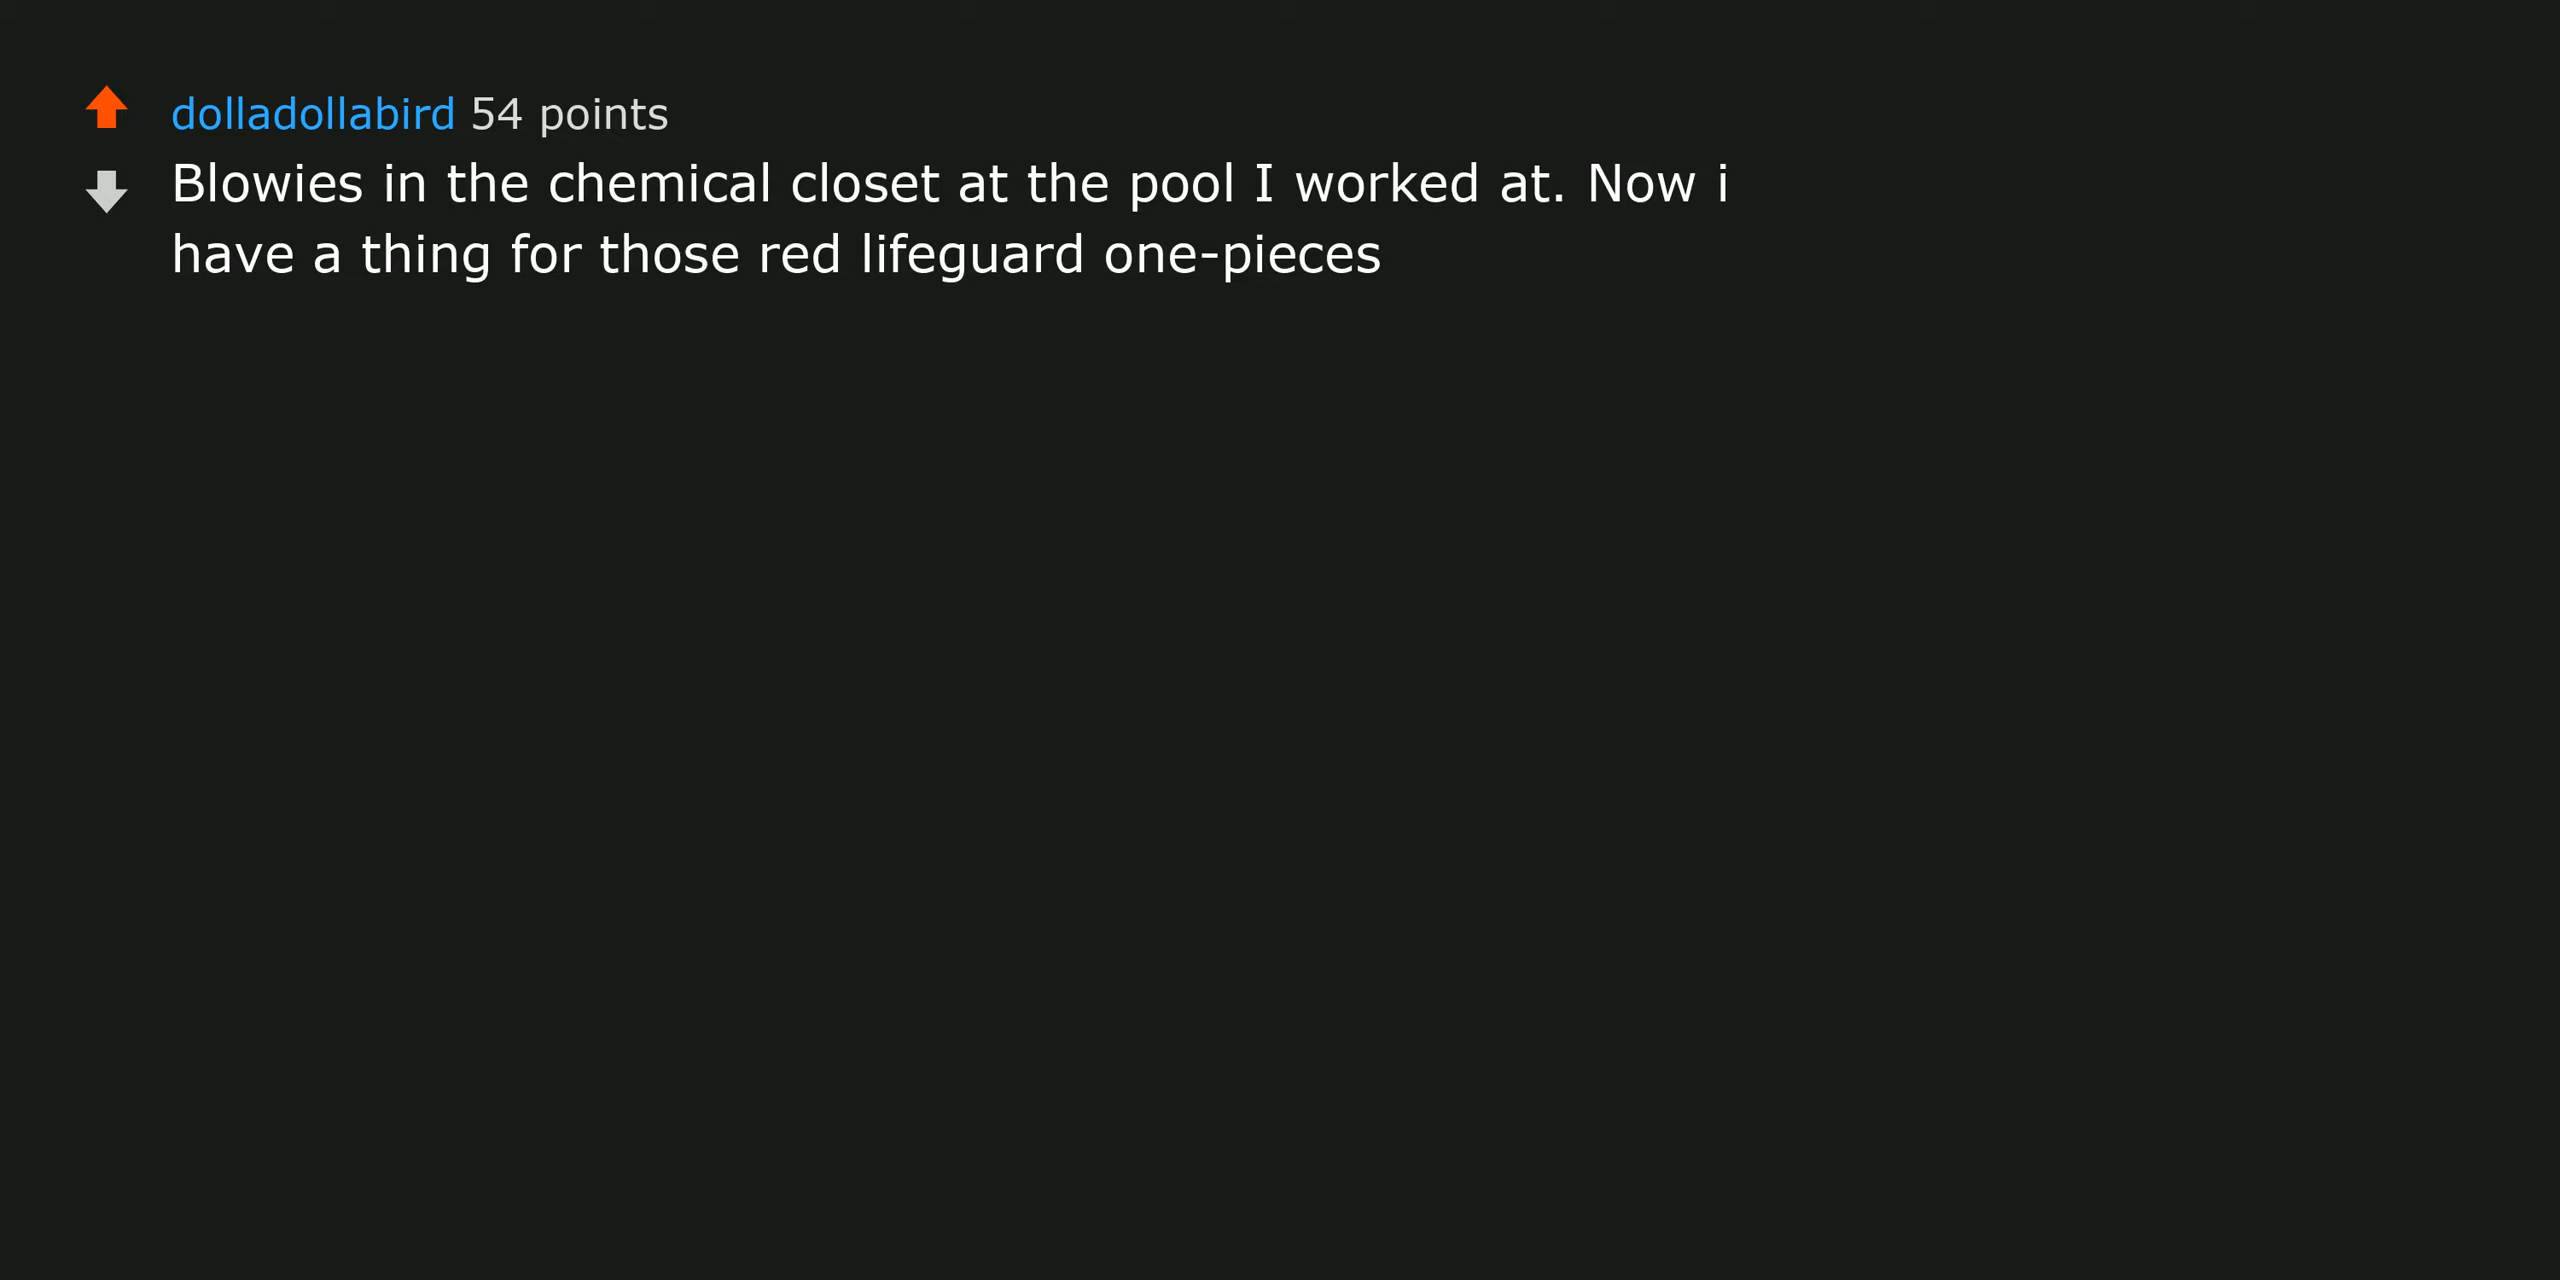 dolladollabird 54 points
Blowies in the chemical closet at the pool I worked at. Now i
have a thing for those red lifeguard one-pieces